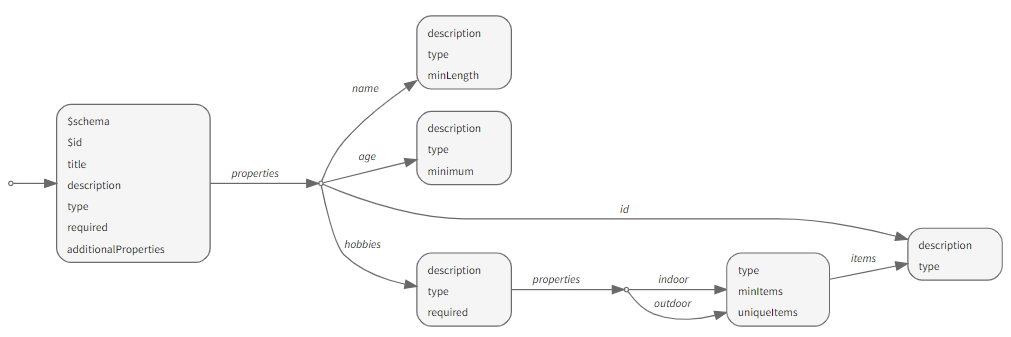 $schema
$id
title
description
type
required
additionalProperties
properties
name
description
type
minLength
age
description
type
minimum
id
hobbies
description
type
required
properties
indoor
outdoor
type
minItems
uniqueItems
items
description
type